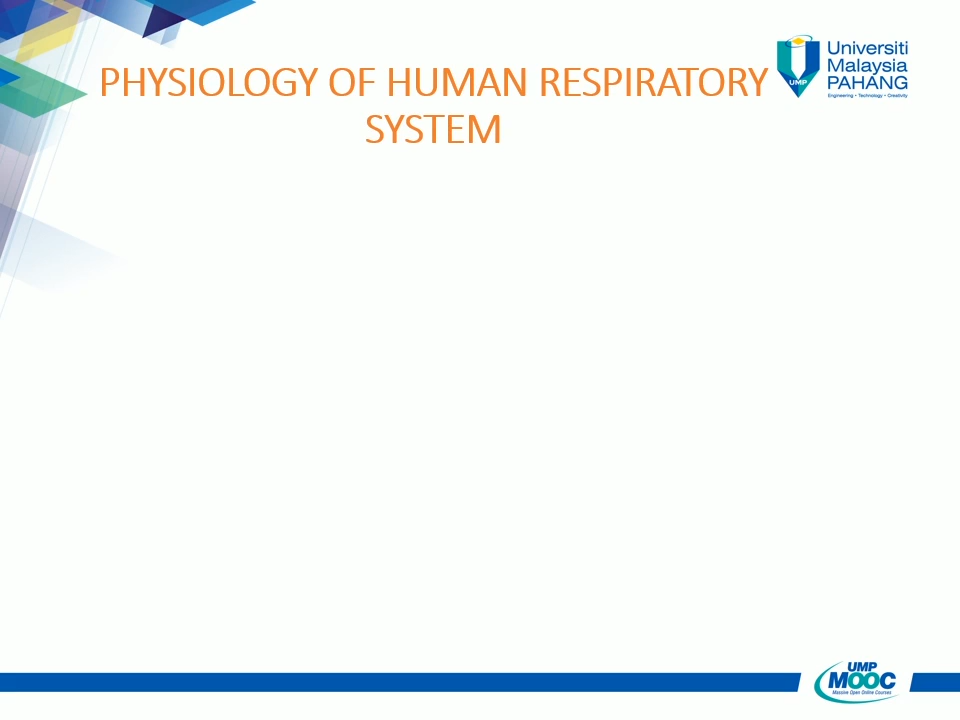 PHYSIOLOGY OF HUMAN RESPIRATORY
SYSTEM
UMP
Universiti
Malaysia
PAHANG
Engineering • Technology • Creativity
UMP
MOOC
Massive Open Online Courses